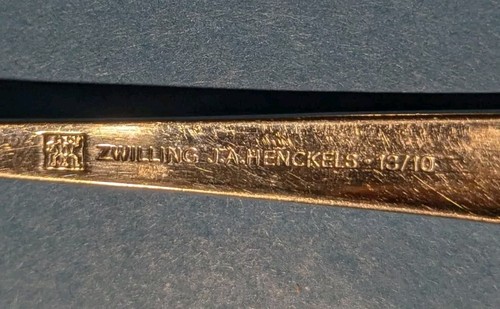 ZWILLING J.A.HENCKELS - 18/10